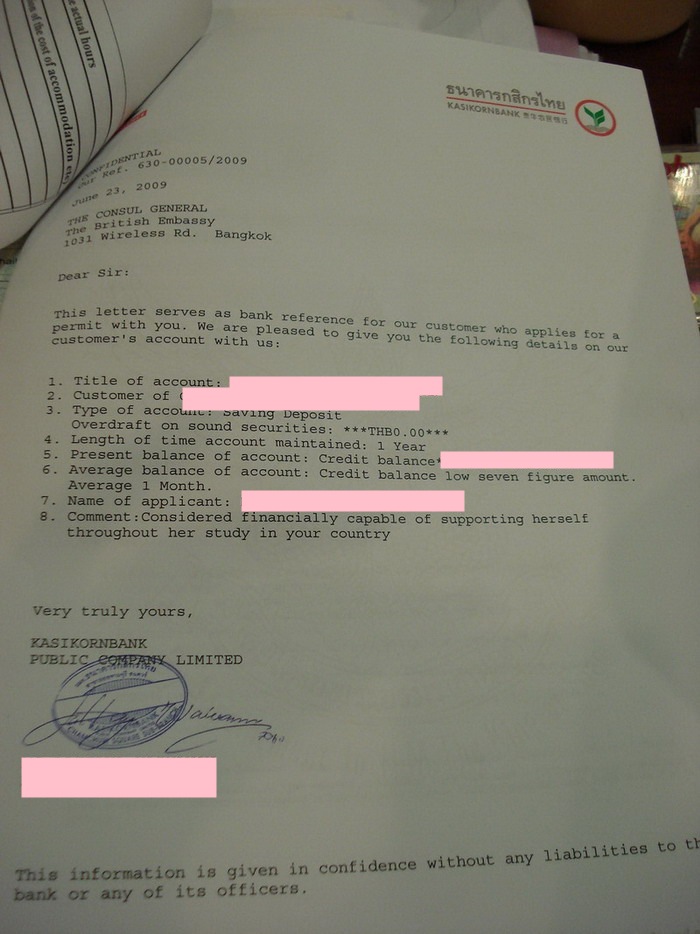 actual hours
of the cost of accommodation
ธนาคารกสิกรไทย
KASIKORNBANK
CONFIDENTIAL
Our Ref. 630-00005/2009
June 23, 2009
THE CONSUL GENERAL
The British Embassy
1031 Wireless Rd. Bangkok
Dear Sir:
This letter serves as bank reference for our customer who applies for a
permit with you. We are pleased to give you the following details on our
customer's account with us:
1. Title of account:
2. Customer of
3. Type of account: Saving Deposit
Overdraft on sound securities: ***THB0.00***
4. Length of time account maintained: 1 Year
5. Present balance of account: Credit balance*
6. Average balance of account: Credit balance low seven figure amount.
Average 1 Month.
7. Name of applicant:
8. Comment:Considered financially capable of supporting herself
throughout her study in your country
Very truly yours,
KASIKORNBANK
PUBLIC COMPANY LIMITED
This information is given in confidence without any liabilities to
bank or any of its officers.